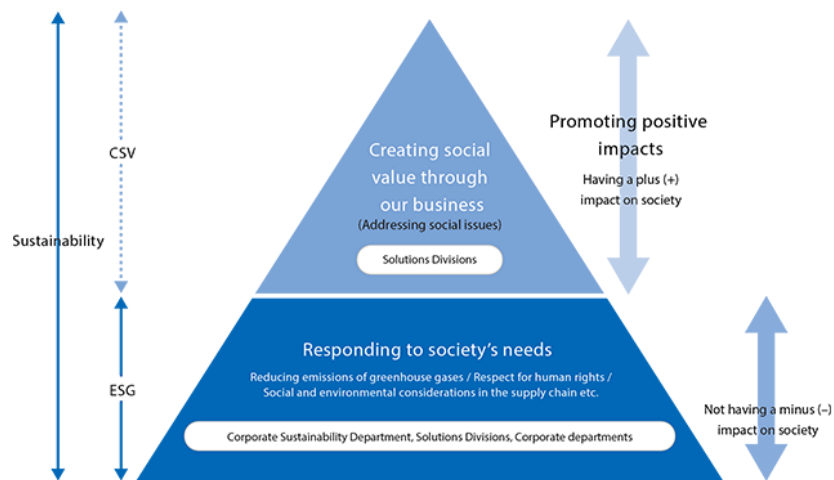 CSV
Sustainability
ESG
Creating social
value through
our business
(Addressing social issues)
Solutions Divisions
Promoting positive
impacts
Having a plus (+)
impact on society
Responding to society's needs
Reducing emissions of greenhouse gases / Respect for human rights /
Social and environmental considerations in the supply chain etc.
Corporate Sustainability Department, Solutions Divisions, Corporate departments
Not having a minus (–)
impact on society